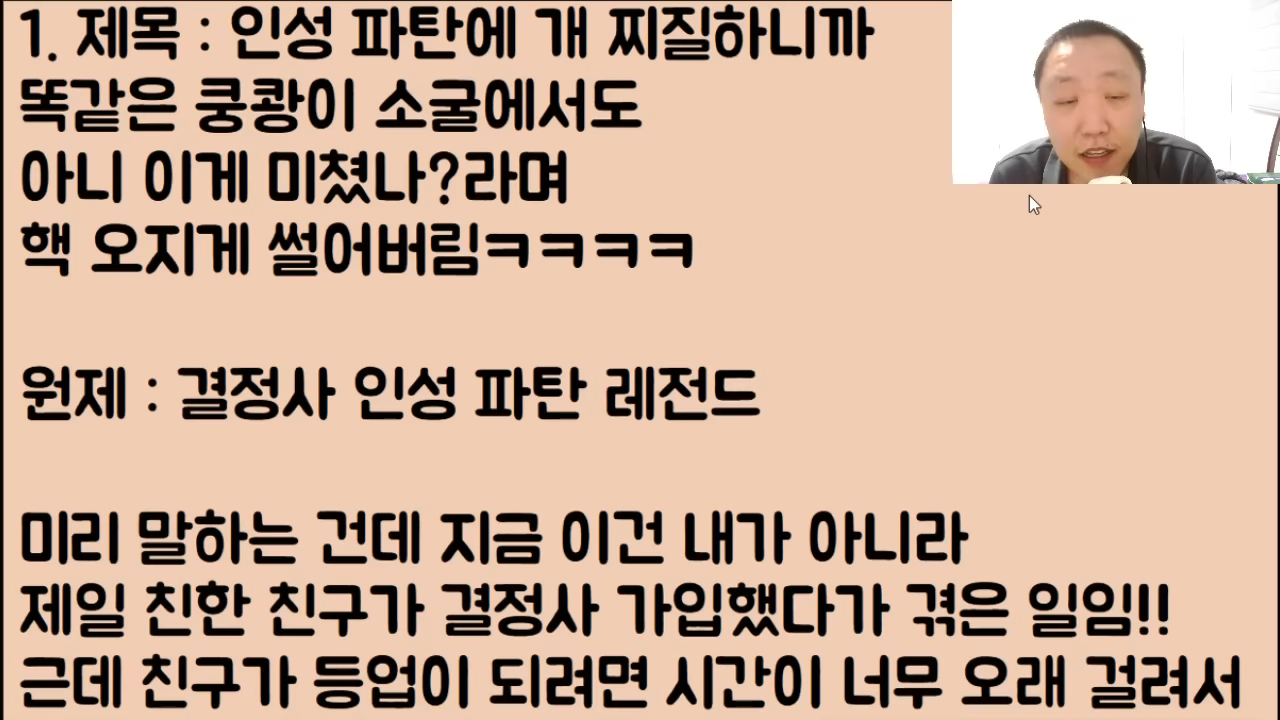 1. 제목 : 인성 파탄에 개 찌질하니까
똑같은 쿵쾅이 소굴에서도
아니 이게 미쳤나?라며
핵 오지게 썰어버림ㅋㅋㅋㅋ
원제 : 결정사 인성 파탄 레전드
미리 말하는 건데 지금 이건 내가 아니라
제일 친한 친구가 결정사 가입했다가 겪은 일임!!
근데 친구가 등업이 되려면 시간이 너무 오래 걸려서